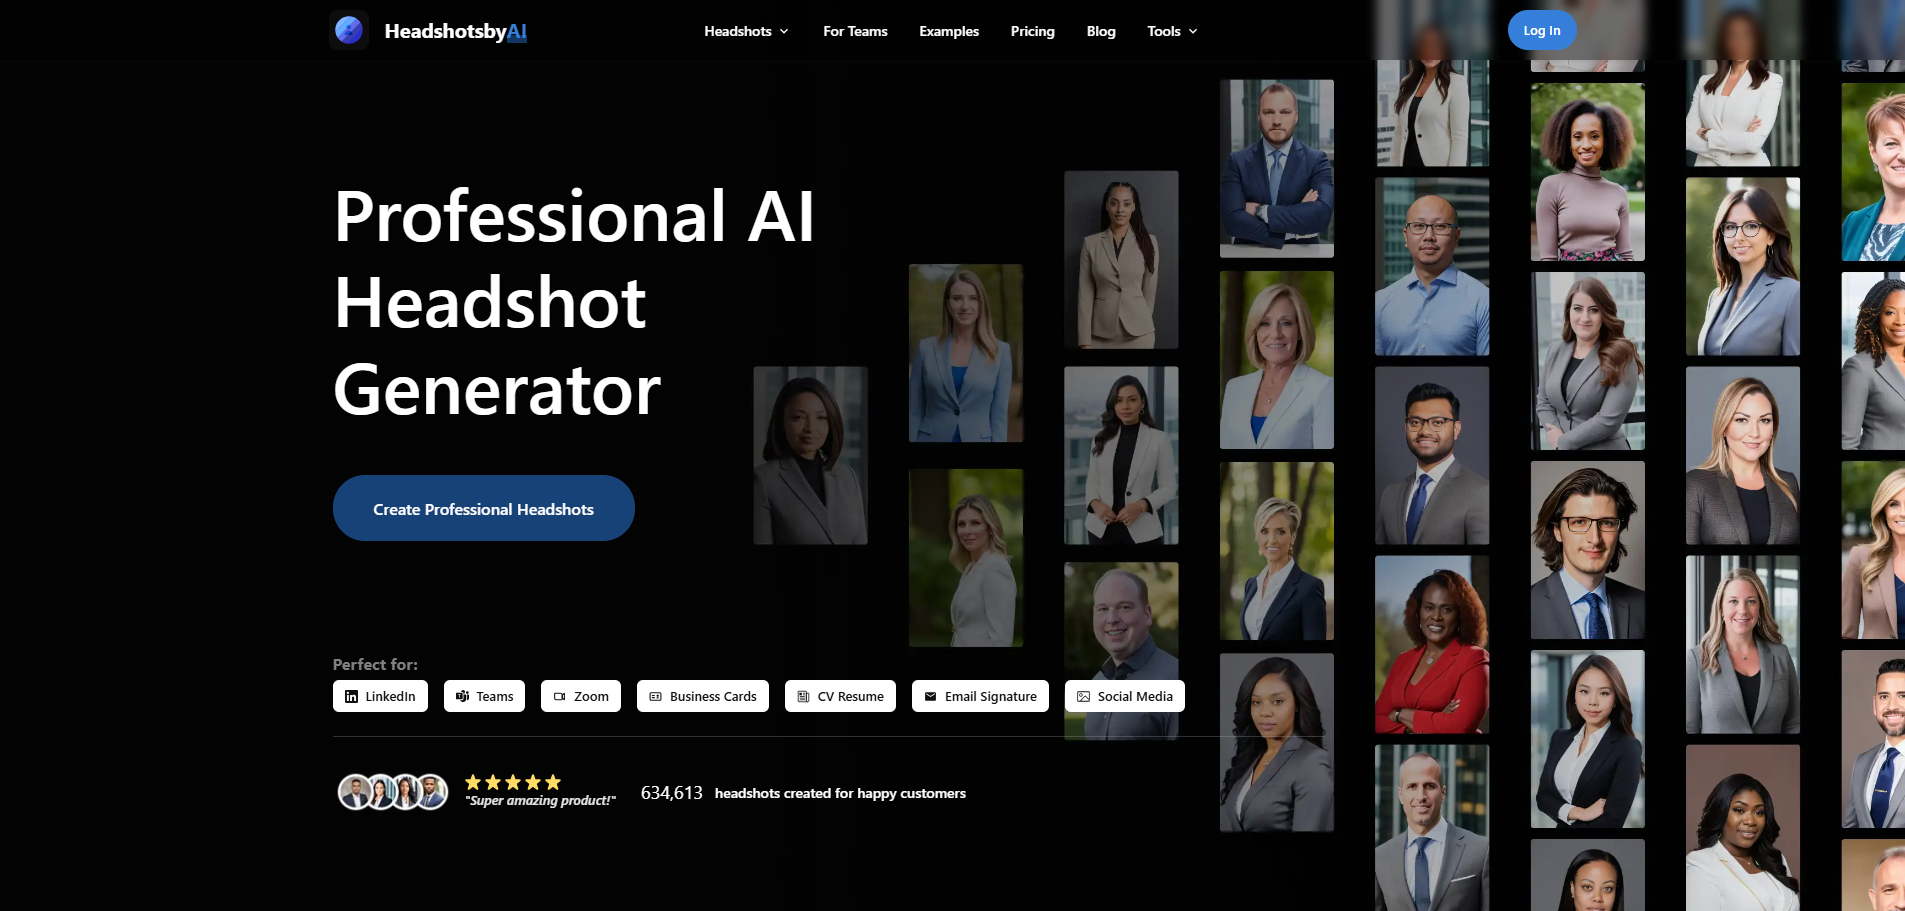 HeadshotsbyAI
Headshots
For Teams
Examples
Pricing
Blog
Tools
Log In
Professional AI
Headshot
Generator
Create Professional Headshots
Perfect for:
LinkedIn
Teams
Zoom
Business Cards
CV Resume
Email Signature
Social Media
"Super amazing product!"
634,613 headshots created for happy customers